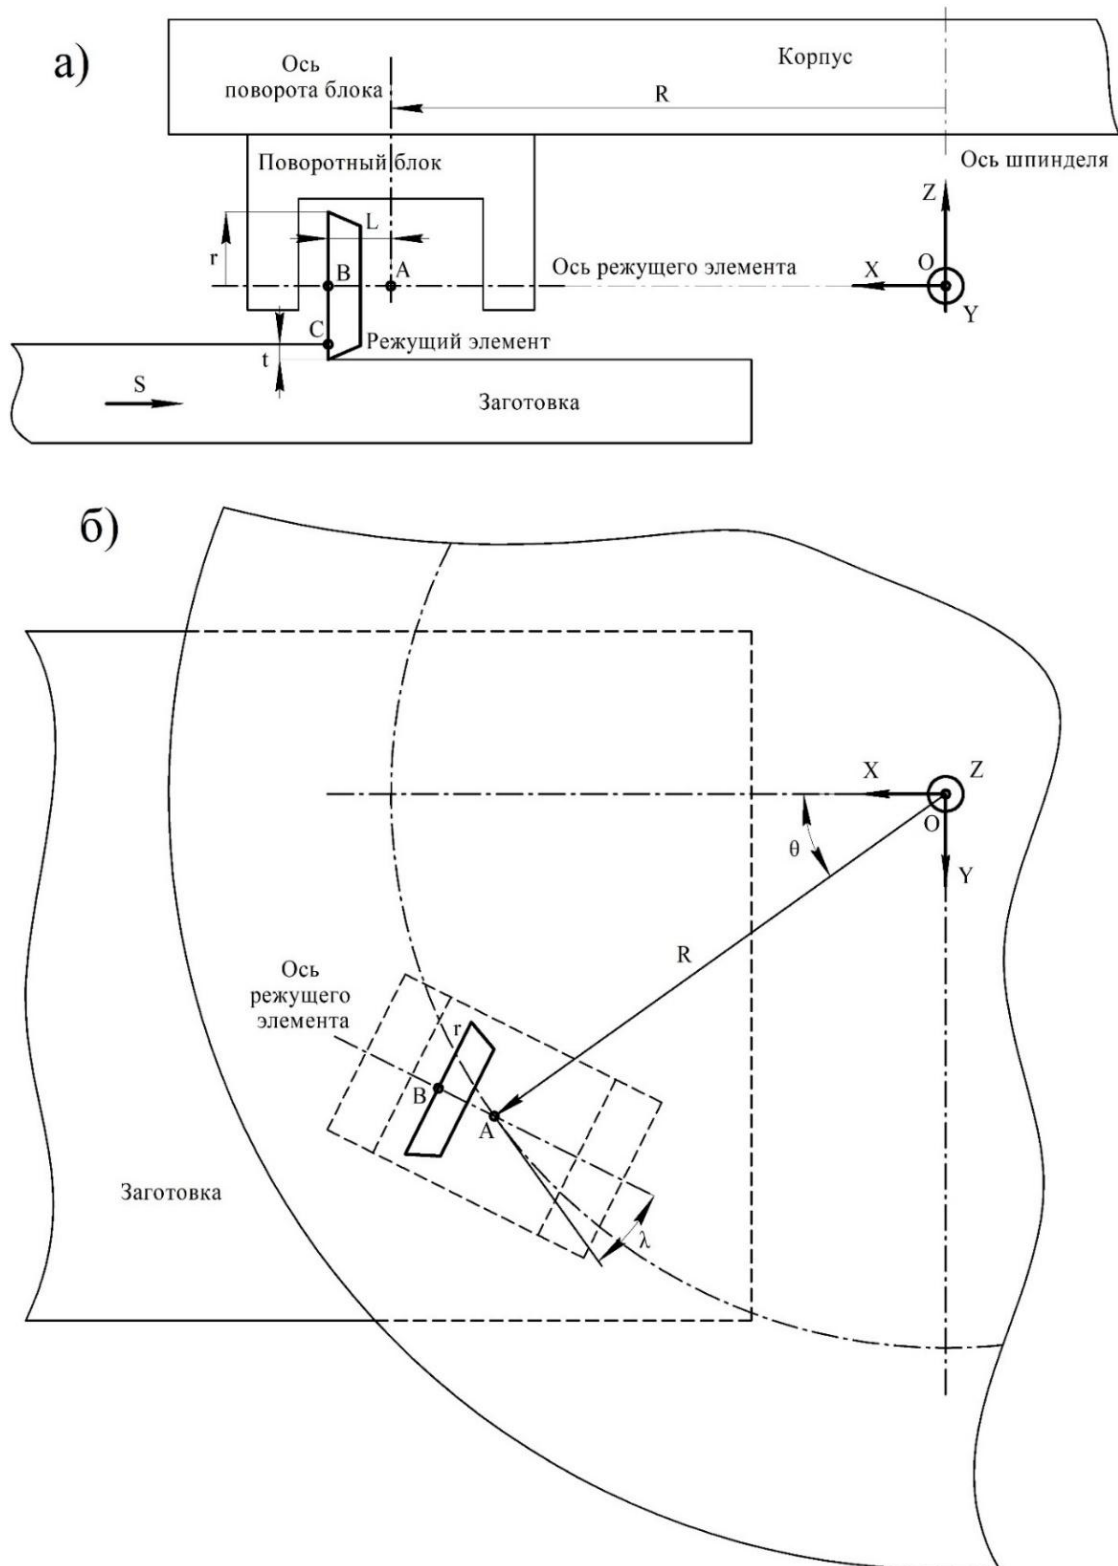 а)
Ось
поворота блока
Корпус
R
Поворотный блок
Ось шпинделя
Z
L
r
B
A
Ось режущего элемента
X
O
Y
C
Режущий элемент
t
S
Заготовка
б)
X
Z
O
θ
Y
R
Ось
режущего
элемента
r
B
A
Заготовка
λ